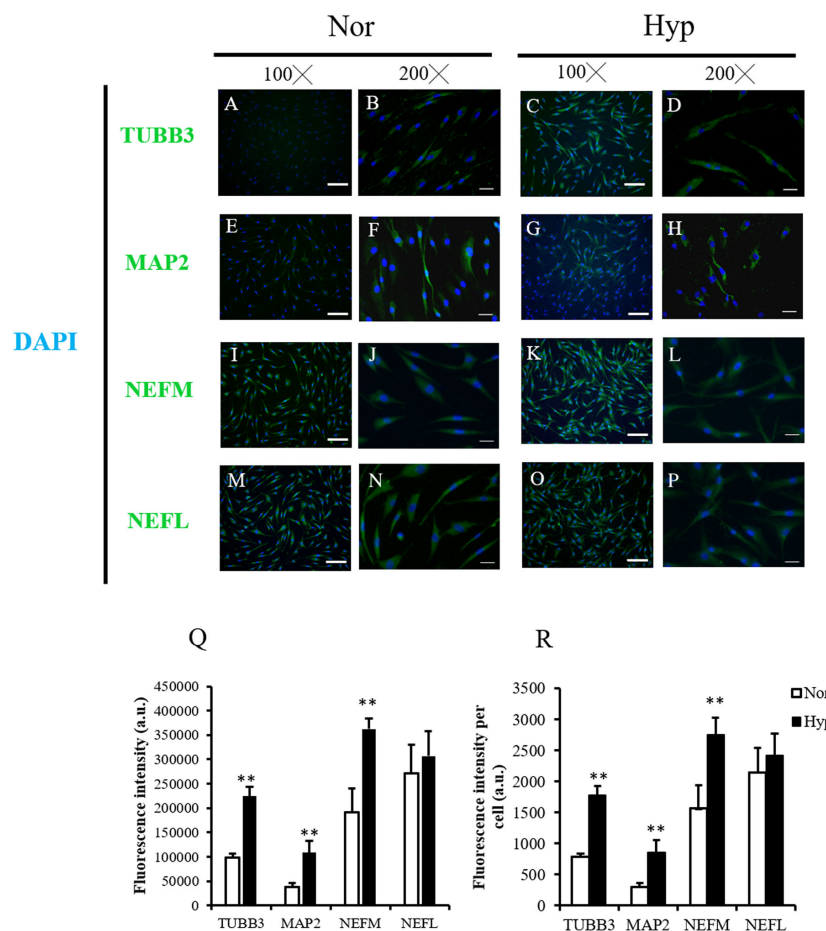 Nor Hyp
100× 200× 100× 200×
A B C D
TUBB3
E F G H
MAP2
DAPI
I J K L
NEFM
M N O P
NEFL
Q R
Fluorescence intensity (a.u.)
450000
400000
350000
300000
250000
200000
150000
100000
50000
0
** ** **
TUBB3 MAP2 NEFM NEFL
Fluorescence intensity per
cell (a.u.)
3500
3000
2500
2000
1500
1000
500
0
** ** **
TUBB3 MAP2 NEFM NEFL
Nor
Hyp